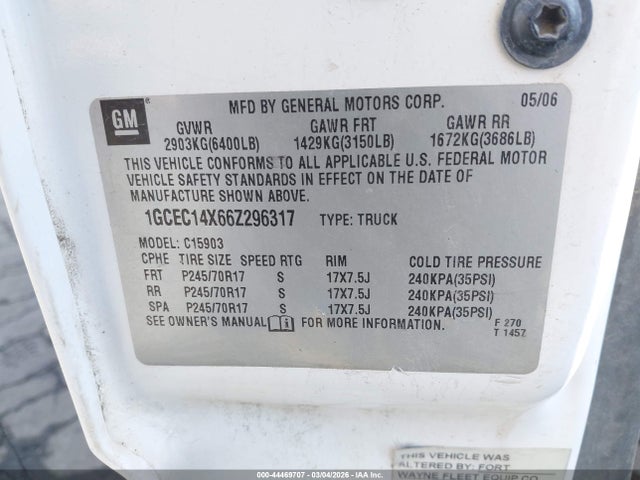 GM
®
MFD BY GENERAL MOTORS CORP. 05/06
GVWR GAWR FRT GAWR RR
2903KG(6400LB) 1429KG(3150LB) 1672KG(3686LB)
THIS VEHICLE CONFORMS TO ALL APPLICABLE U.S. FEDERAL MOTOR
VEHICLE SAFETY STANDARDS IN EFFECT ON THE DATE OF
MANUFACTURE SHOWN ABOVE.
1GCEC14X66Z296317 TYPE: TRUCK
MODEL: C15903
CPHE TIRE SIZE SPEED RTG RIM COLD TIRE PRESSURE
FRT P245/70R17 S 17X7.5J 240KPA(35PSI)
RR P245/70R17 S 17X7.5J 240KPA(35PSI)
SPA P245/70R17 S 17X7.5J 240KPA(35PSI)
SEE OWNER'S MANUAL FOR MORE INFORMATION.
F 270
T 1457
THIS VEHICLE WAS
ALTERED BY: FORT
WAYNE FLEET EQUIP CO
000-44469707 - 03/04/2026 - IAAI.COM